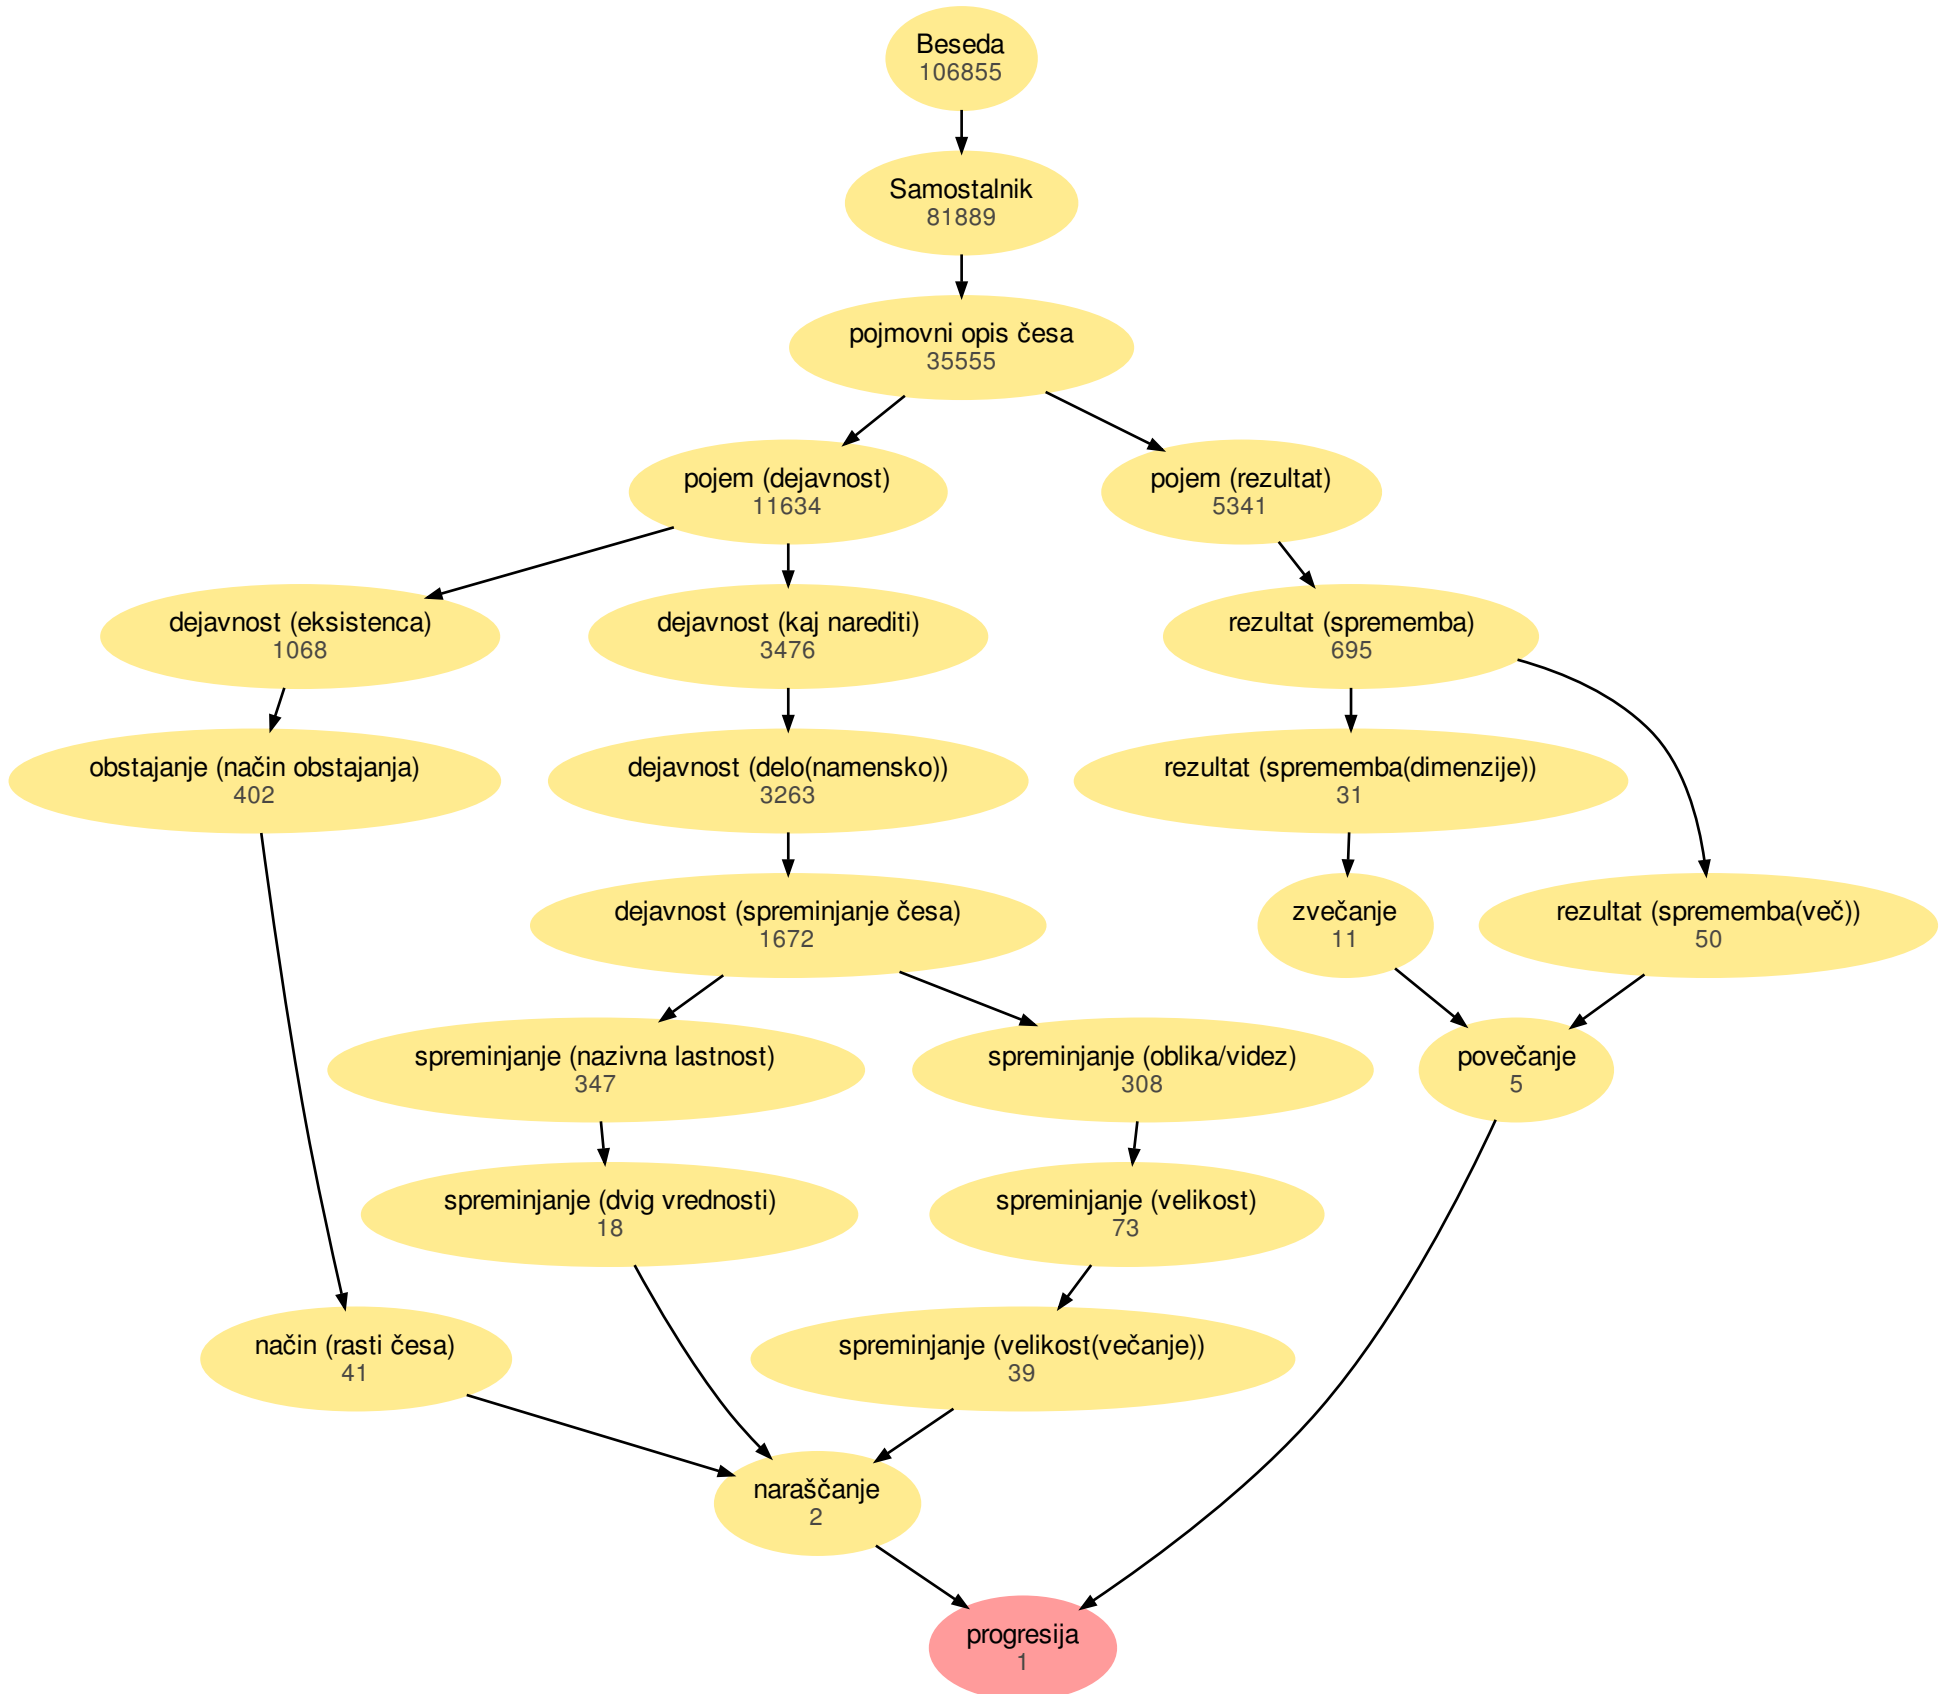 Beseda
106855
Samostalnik
81889
pojmovni opis česa
35555
pojem (dejavnost)
11634
pojem (rezultat)
5341
dejavnost (eksistenca)
1068
dejavnost (kaj narediti)
3476
rezultat (sprememba)
695
obstajanje (način obstajanja)
402
dejavnost (delo(namensko))
3263
rezultat (sprememba(dimenzije))
31
dejavnost (spreminjanje česa)
1672
zvečanje
11
rezultat (sprememba(več))
50
spreminjanje (nazivna lastnost)
347
spreminjanje (oblika/videz)
308
povečanje
5
spreminjanje (dvig vrednosti)
18
spreminjanje (velikost)
73
način (rasti česa)
41
spreminjanje (velikost(večanje))
39
naraščanje
2
progresija
1